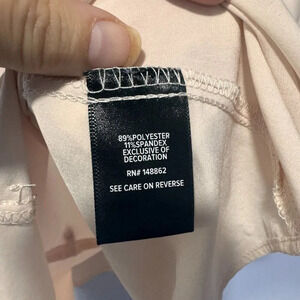 89%POLYESTER
11%SPANDEX
EXCLUSIVE OF
DECORATION
RN# 148862
SEE CARE ON REVERSE